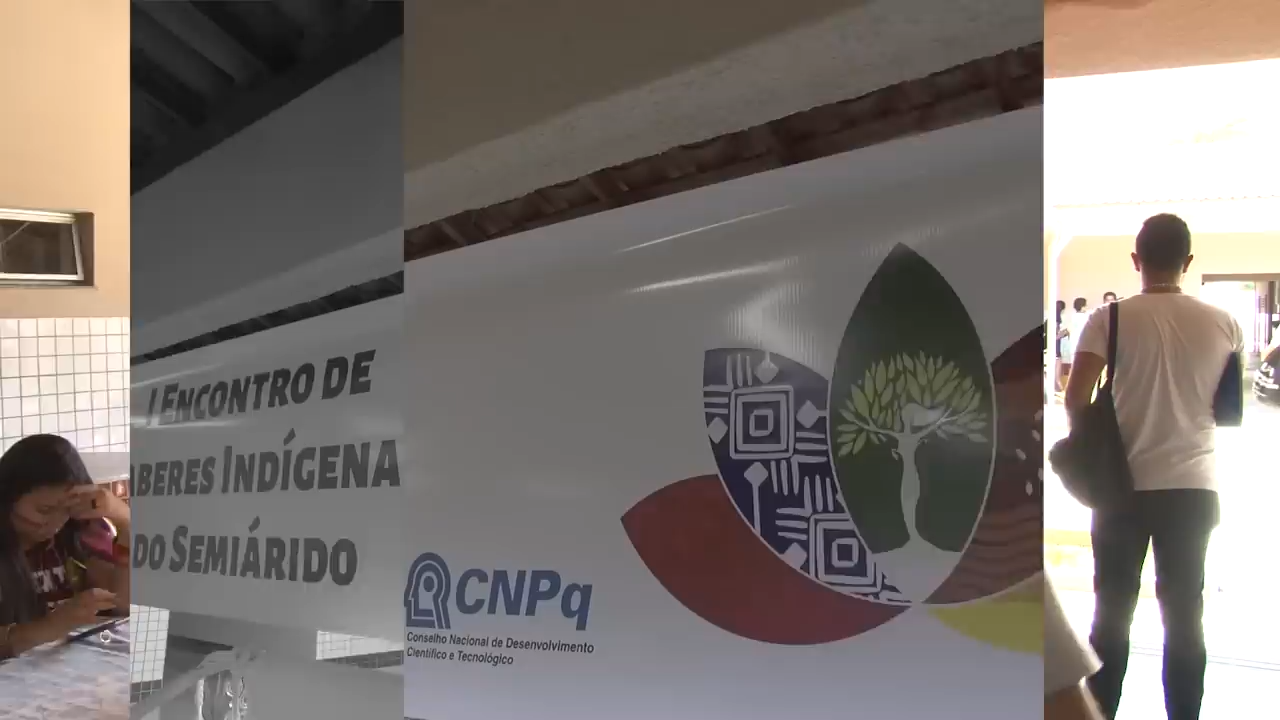 I ENCONTRO DE
BERES INDÍGENA
DO SEMIÁRIDO
CNPq
Conselho Nacional de Desenvolvimento
Científico e Tecnológico